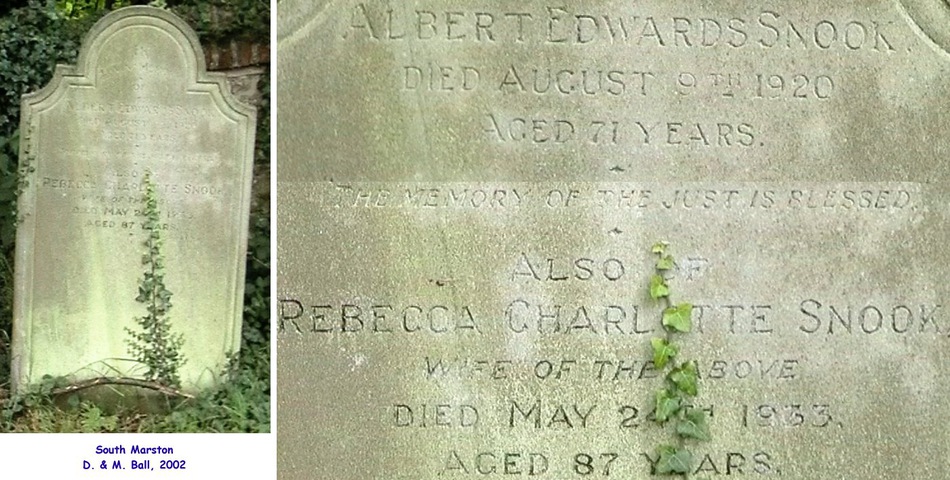 ALBERT EDWARDS SNOOK.
DIED AUGUST 9TH 1920
AGED 71 YEARS.
"THE MEMORY OF THE JUST IS BLESSED."
ALSO OF
REBECCA CHARLOTTE SNOOK
WIFE OF THE ABOVE
DIED MAY 24TH 1933.
AGED 87 YEARS.
South Marston
D. & M. Ball, 2002